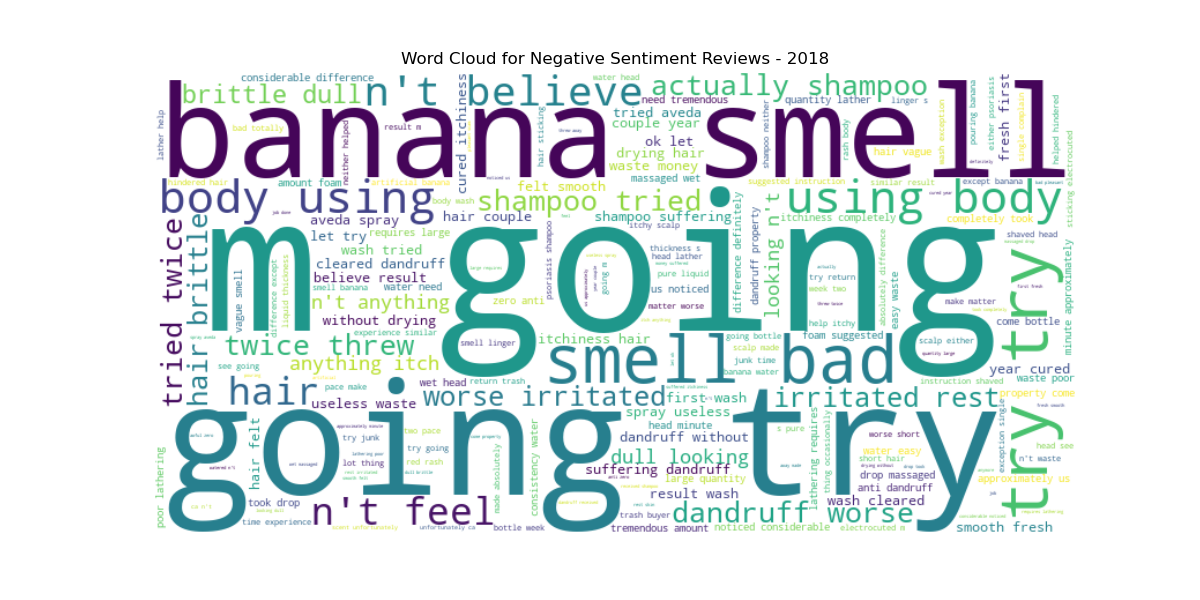 Word Cloud for Negative Sentiment Reviews - 2018
considerable difference
water head
brittle dull
n't believe
actually shampoo
banana smell
need tremendous
quantity lather
linger s
tried aveda
couple year
ok let
drying hair
waste money
massaged wet
lather help
bad totally
result m
neither helped
cured itchiness
hair sticking
shampoo neither
rash body
hair vague
wash exception
pouring banana
either psoriasis
fresh first
single complain
helped hindered
sticking electrocuted
hindered hair
amount foam
artificial banana
felt smooth
suggested instruction
similar result
except banana
body using
body wash
shampoo tried
using body
aveda spray
hair couple
shampoo suffering
itchiness completely
completely took
let try
requires large
itchy scalp
shaved head
wash tried
m going
cleared dandruff
believe result
smell banana
water need
n't anything
zero anti
without drying
experience similar
psoriasis shampoo
thickness s
head lather
pure liquid
us noticed
matter worse
going m
difference definitely
dandruff property
looking n't
try return
week two
help itchy
absolutely difference
easy waste
make matter
come bottle
minute approximately
tried twice
hair brittle
vague smell
difference except
liquid thickness
twice threw
anything itch
see going
smell linger
itchiness hair
smell bad
going bottle
foam suggested
scalp made
junk time
banana water
scalp either
quantity large
year cured
instruction shaved
waste poor
try try
hair
pace make
wet head
return trash
useless waste
worse irritated
first wash
irritated rest
property come
going try
spray useless
head minute
s pure
worse short
exception single
fresh smooth
two pace
try junk
try going
lot thing
red rash
dandruff without
dull looking
suffering dandruff
large quantity
lathering requires
thing occasionally
water easy
short hair
drop massaged
anti dandruff
head see
n't waste
approximately us
poor lathering
hair felt
made absolutely
consistency water
result wash
wash cleared
took drop
n't feel
trash buyer
dandruff worse
time experience
scent unfortunately
unfortunately ca
bottle week
tremendous amount
noticed considerable
electrocuted m
smooth fresh